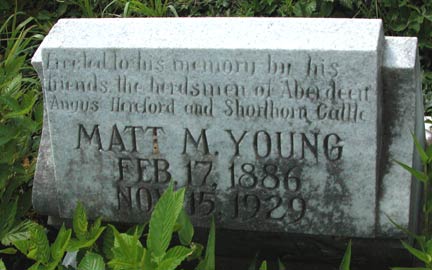 Erected to his memory by his
friends, the herdsmen of Aberdeen
Angus Hereford and Shorthorn Cattle
MATT M. YOUNG
FEB. 17, 1886
NOV. 15, 1929